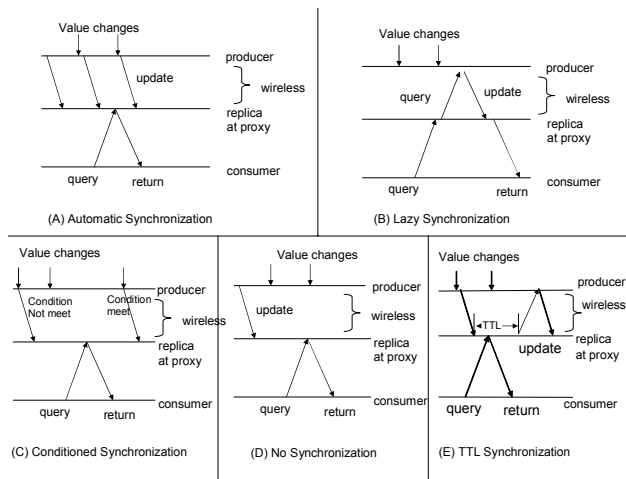 Value changes
producer
update
wireless
replica
at proxy
consumer
query
return
(A) Automatic Synchronization
Value changes
producer
query
update
wireless
replica
at proxy
consumer
query
return
(B) Lazy Synchronization
Value changes
producer
Condition
Not meet
Condition
meet
wireless
replica
at proxy
consumer
query
return
(C) Conditioned Synchronization
Value changes
producer
update
wireless
replica
at proxy
consumer
query
return
(D) No Synchronization
Value changes
producer
TTL
wireless
update
replica
at proxy
consumer
query
return
(E) TTL Synchronization